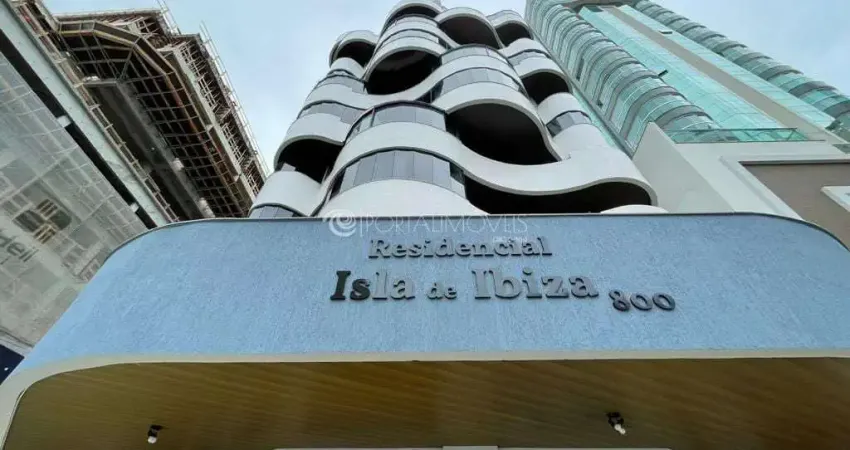 PORTALIMOVEIS
Residencial
Isla de Ibiza 800